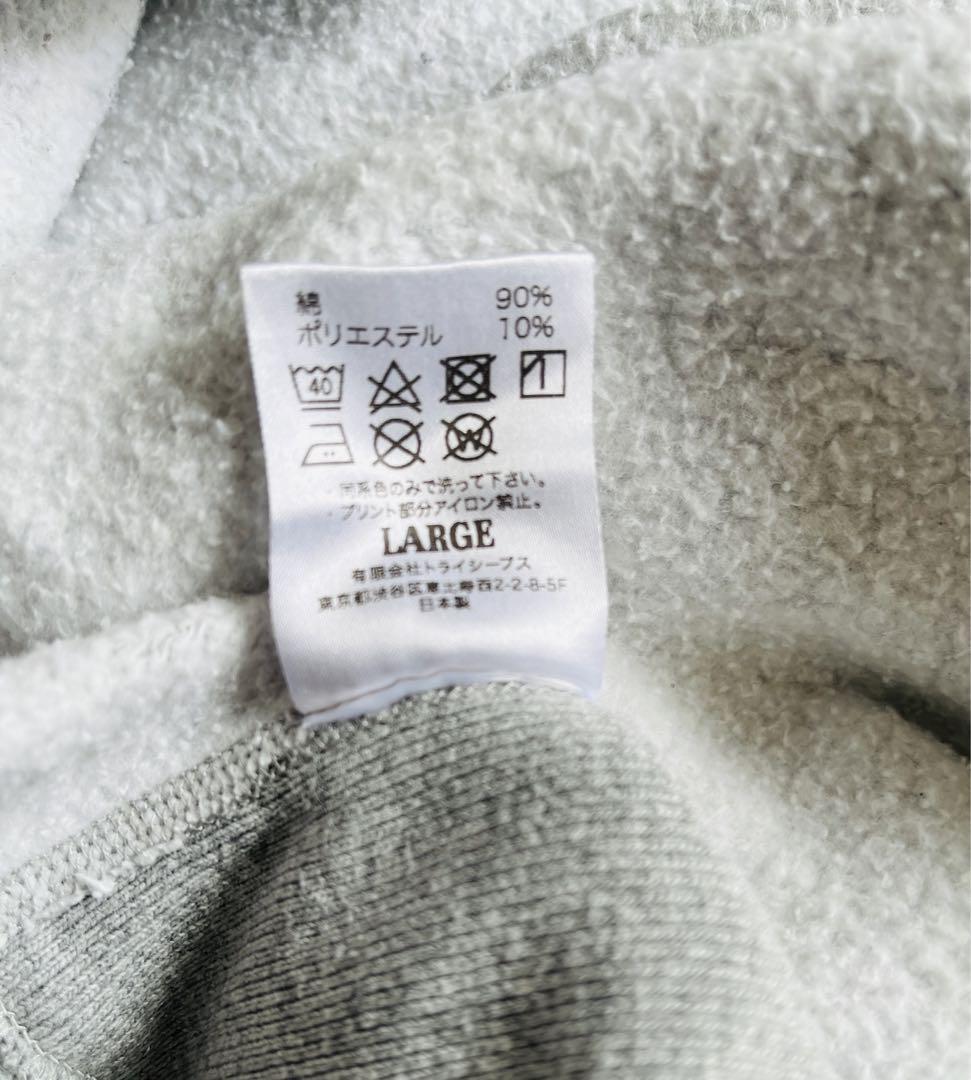 綿 90%
ポリエステル 10%
40
W
・同系色のみで洗って下さい。
・プリント部分アイロン禁止。
LARGE
有限会社トライシープス
東京都渋谷区恵比寿西2-2-8-5F
日本製